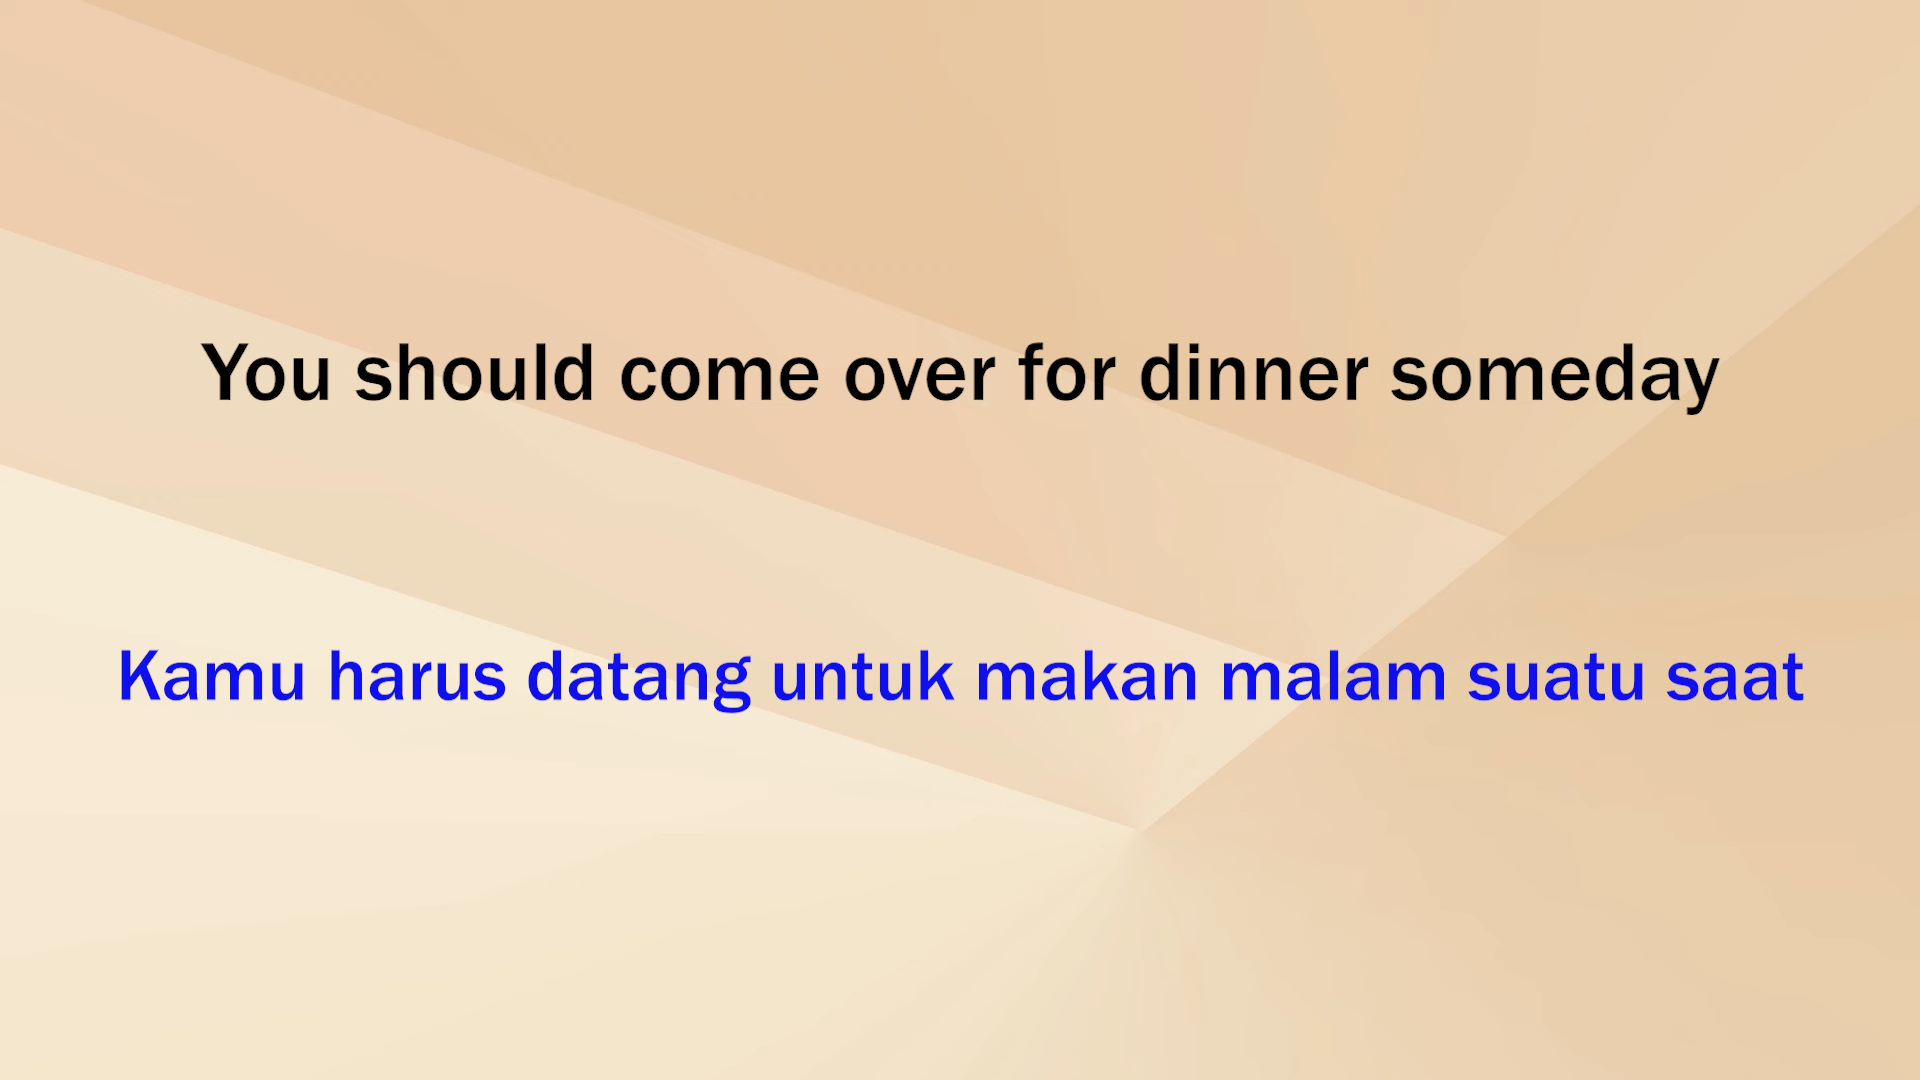 You should come over for dinner someday
Kamu harus datang untuk makan malam suatu saat